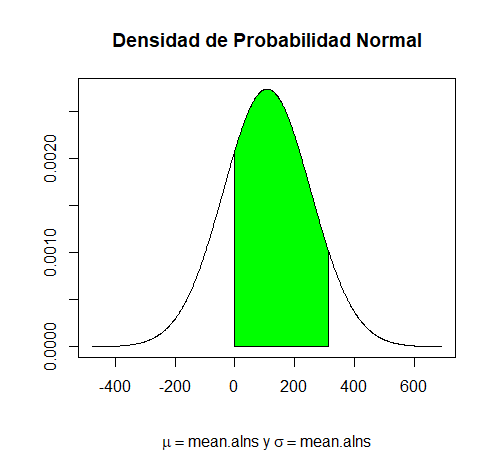 Densidad de Probabilidad Normal
0.0020
0.0010
0.0000
-400 -200 0 200 400 600
μ = mean.alns y σ = mean.alns